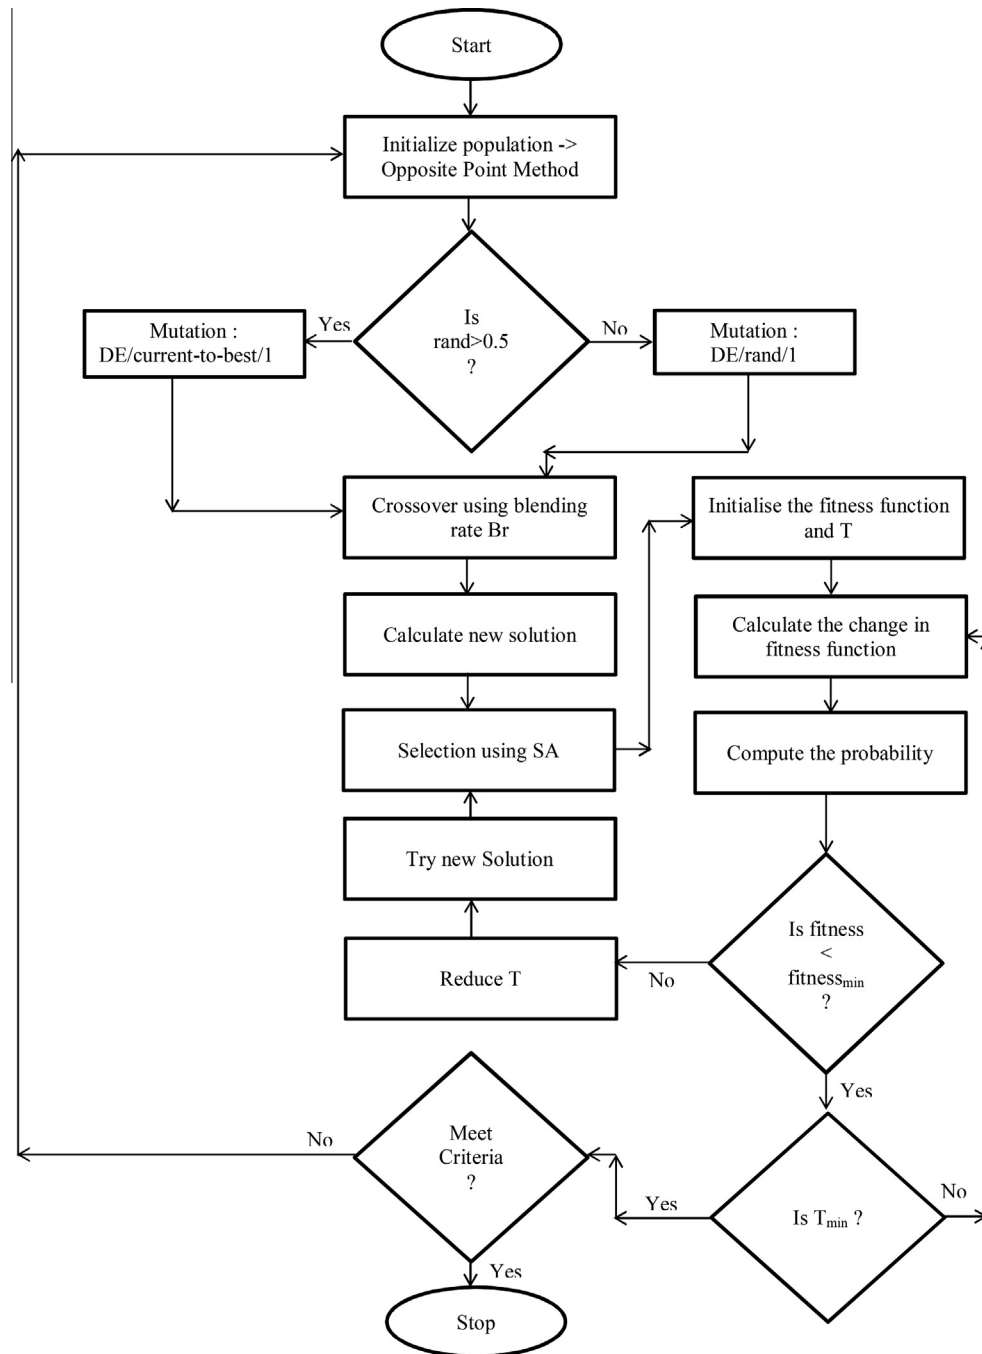 Start
Initialize population ->
Opposite Point Method
Is
rand>0.5
?
Yes
No
Mutation :
DE/current-to-best/1
Mutation :
DE/rand/1
Crossover using blending
rate Br
Calculate new solution
Selection using SA
Try new Solution
Reduce T
Initialise the fitness function
and T
Calculate the change in
fitness function
Compute the probability
Is fitness
<
fitnessmin
?
No
Yes
Is Tmin ?
No
Yes
Meet
Criteria
?
No
Yes
Stop